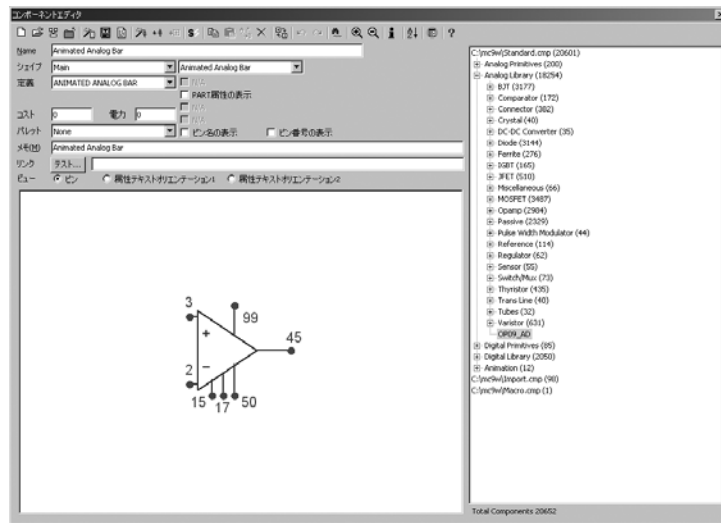 コンポーネントエディタ
Name Animated Analog Bar
シェイプ Main Animated Analog Bar
定義 ANIMATED ANALOG BAR N/A
PART属性の表示
N/A
コスト 0 電力 0 N/A
パレット None ピン名の表示 ピン番号の表示
メモ(M) Animated Analog Bar
リンク テスト...
ビュー ピン 属性テキストオリエンテーション1 属性テキストオリエンテーション2
3
99
45
2
15 17 50
C:\mc9w\Standard.cmp (20601)
Analog Primitives (200)
Analog Library (18254)
BJT (3177)
Comparator (172)
Connector (382)
Crystal (40)
DC-DC Converter (35)
Diode (3144)
Ferrite (276)
IGBT (165)
JFET (510)
Miscellaneous (66)
MOSFET (3487)
Opamp (2984)
Passive (2329)
Pulse Width Modulator (44)
Reference (114)
Regulator (62)
Sensor (55)
Switch/Mux (73)
Thyristor (435)
Trans Line (40)
Tubes (32)
Varistor (631)
OP09_AD
Digital Primitives (85)
Digital Library (2050)
Animation (12)
C:\mc9w\Import.cmp (98)
C:\mc9w\Macro.cmp (1)
Total Components 20652